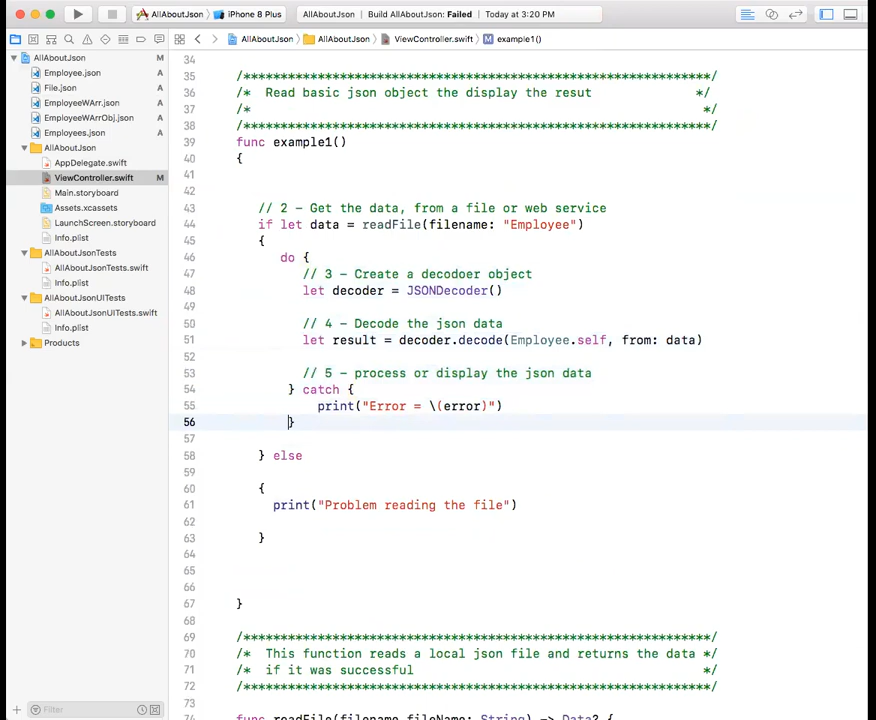 AllAboutJson
iPhone 8 Plus
AllAboutJson | Build AllAboutJson: Failed | Today at 3:20 PM
AllAboutJson
AllAboutJson
ViewController.swift
example1()
AllAboutJson M
Employee.json A
File.json A
EmployeeWArr.json A
EmployeeWArrObj.json A
Employees.json A
AllAboutJson
AppDelegate.swift
ViewController.swift M
Main.storyboard
Assets.xcassets
LaunchScreen.storyboard
Info.plist
AllAboutJsonTests
AllAboutJsonTests.swift
Info.plist
AllAboutJsonUITests
AllAboutJsonUITests.swift
Info.plist
Products
Filter
34
35 /***************************************************************/
36 /*  Read basic json object the display the resut              */
37 /*                                                             */
38 /***************************************************************/
39 func example1()
40 {
41
42
43 // 2 - Get the data, from a file or web service
44 if let data = readFile(filename: "Employee")
45 {
46 do {
47 // 3 - Create a decodoer object
48 let decoder = JSONDecoder()
49
50 // 4 - Decode the json data
51 let result = decoder.decode(Employee.self, from: data)
52
53 // 5 - process or display the json data
54 } catch {
55 print("Error = \(error)")
56 }
57
58 } else
59
60 {
61 print("Problem reading the file")
62
63 }
64
65
66
67 }
68
69 /***************************************************************/
70 /*  This function reads a local json file and returns the data */
71 /*  if it was successful                                       */
72 /***************************************************************/
73
74 func readFile(filename fileName: String) -> Data? {